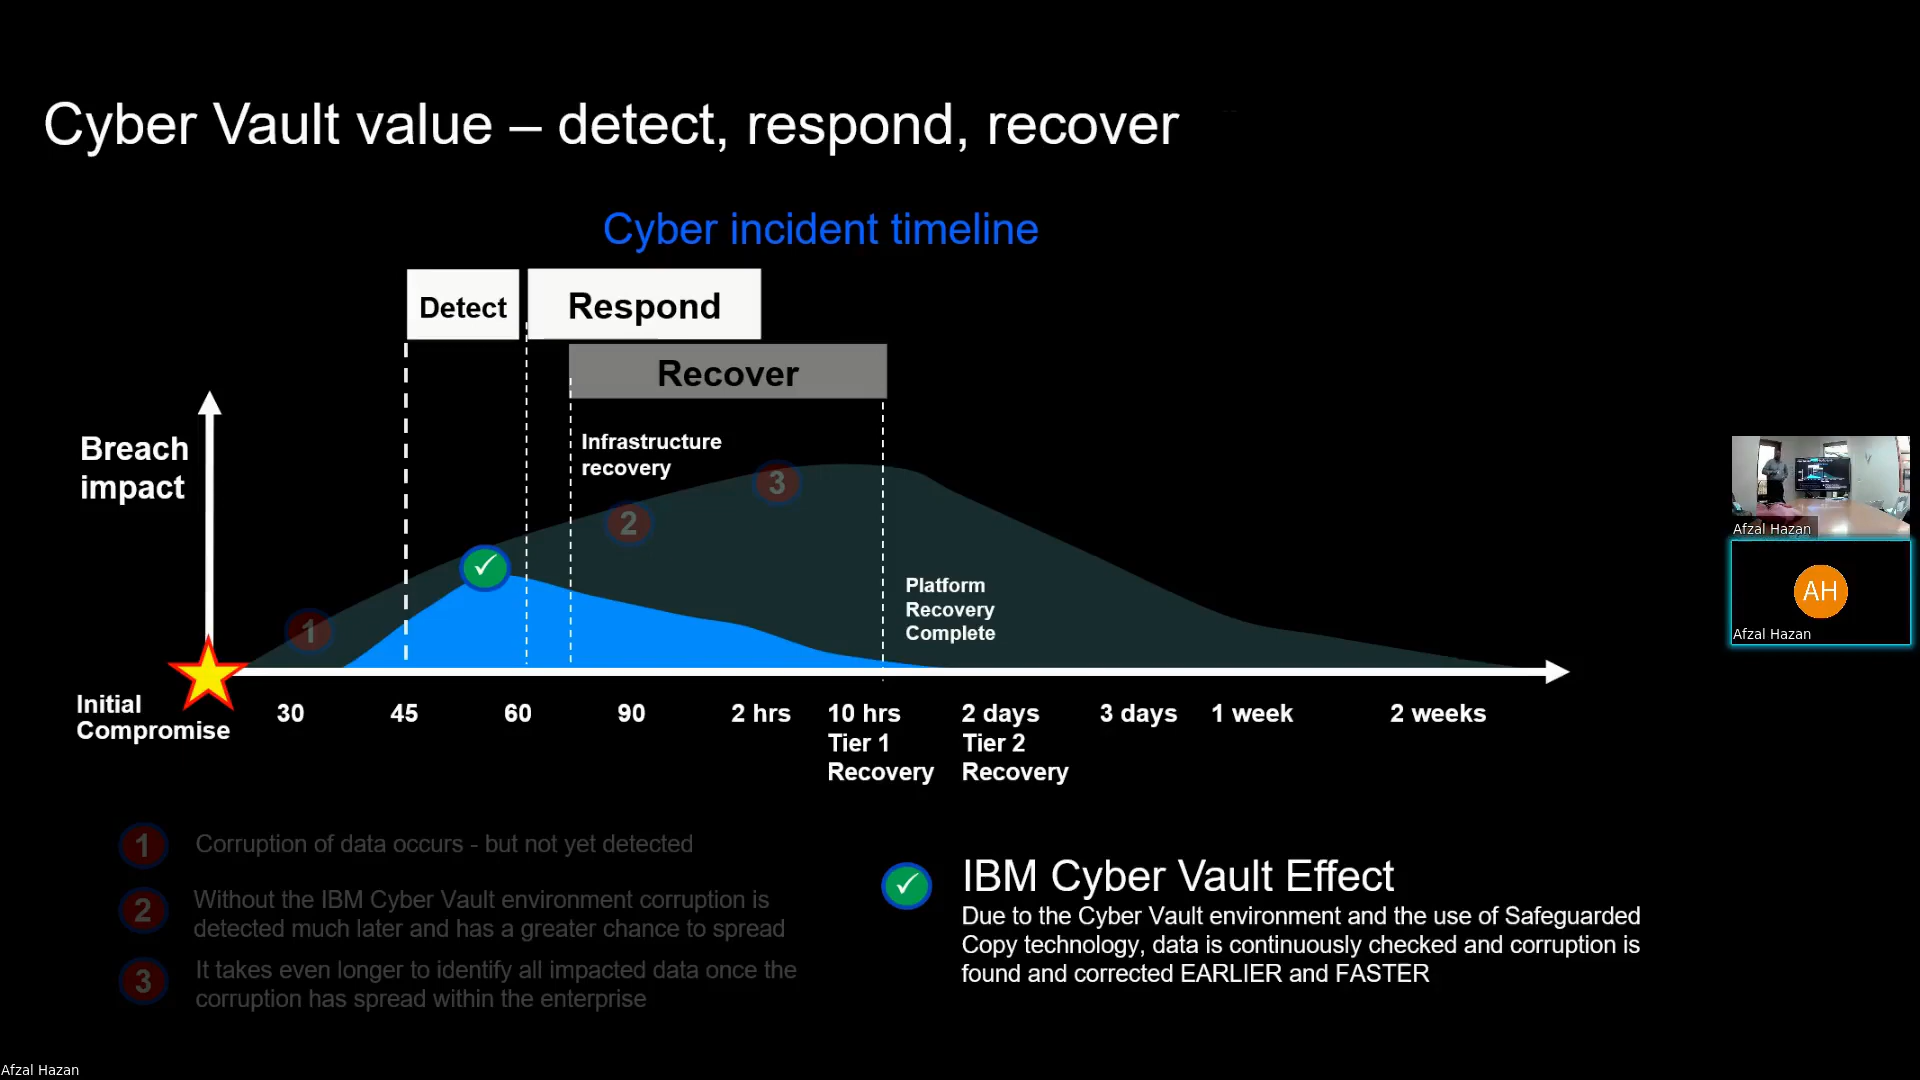 Cyber Vault value – detect, respond, recover
Cyber incident timeline
Detect
Respond
Recover
Breach
impact
Infrastructure
recovery
1
2
3
✓
Platform
Recovery
Complete
Initial
Compromise
30
45
60
90
2 hrs
10 hrs
Tier 1
Recovery
2 days
Tier 2
Recovery
3 days
1 week
2 weeks
1 Corruption of data occurs - but not yet detected
2 Without the IBM Cyber Vault environment corruption is
detected much later and has a greater chance to spread
3 It takes even longer to identify all impacted data once the
corruption has spread within the enterprise
✓ IBM Cyber Vault Effect
Due to the Cyber Vault environment and the use of Safeguarded
Copy technology, data is continuously checked and corruption is
found and corrected EARLIER and FASTER
Afzal Hazan
AH
Afzal Hazan
Afzal Hazan